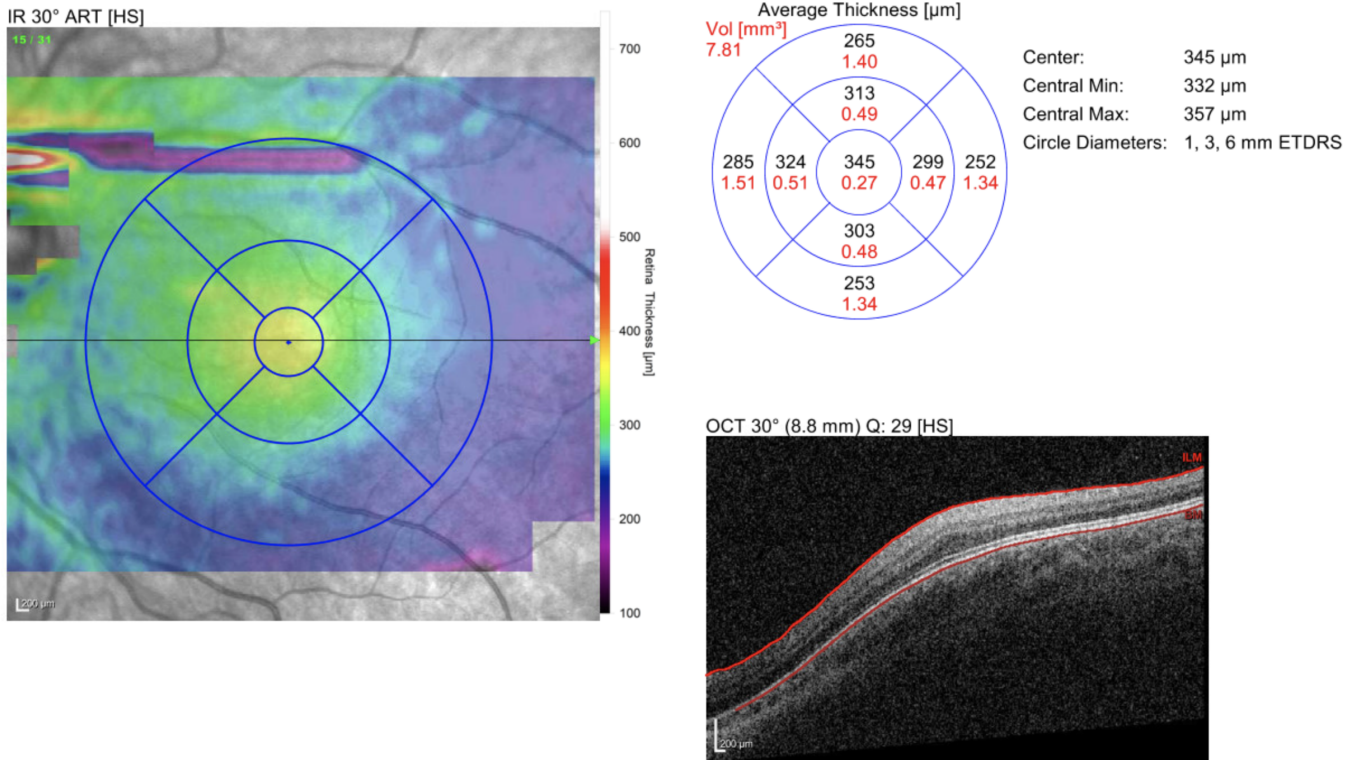 IR 30° ART [HS]
15 / 31
700
600
500
400
300
200
100
Retina Thickness [µm]
200 µm
Average Thickness [µm]
Vol [mm³]
7.81
265
1.40
313
0.49
285
1.51
324
0.51
345
0.27
299
0.47
252
1.34
303
0.48
253
1.34
Center: 345 µm
Central Min: 332 µm
Central Max: 357 µm
Circle Diameters: 1, 3, 6 mm ETDRS
OCT 30° (8.8 mm) Q: 29 [HS]
ILM
BM
200 µm